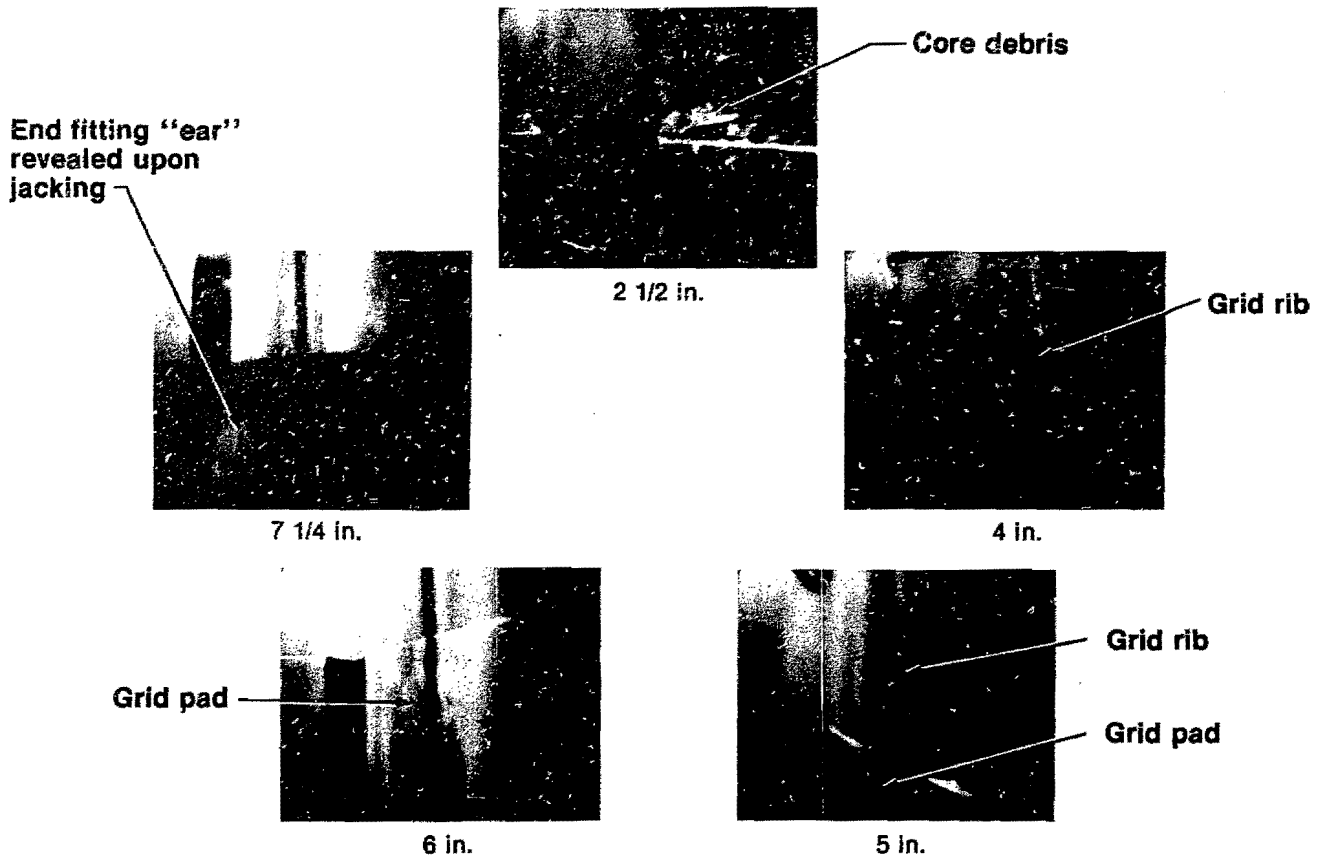 Core debris
End fitting “ear”
revealed upon
jacking
2 1/2 in.
Grid rib
7 1/4 in.
4 in.
Grid rib
Grid pad
Grid pad
6 in.
5 in.